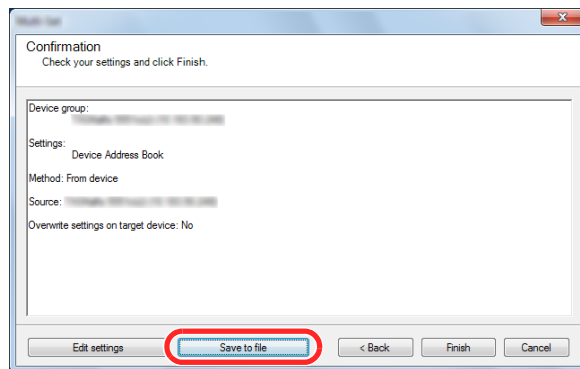 Confirmation
Check your settings and click Finish.
Device group:
Settings:
Device Address Book
Method: From device
Source:
Overwrite settings on target device: No
Edit settings
Save to file
< Back
Finish
Cancel